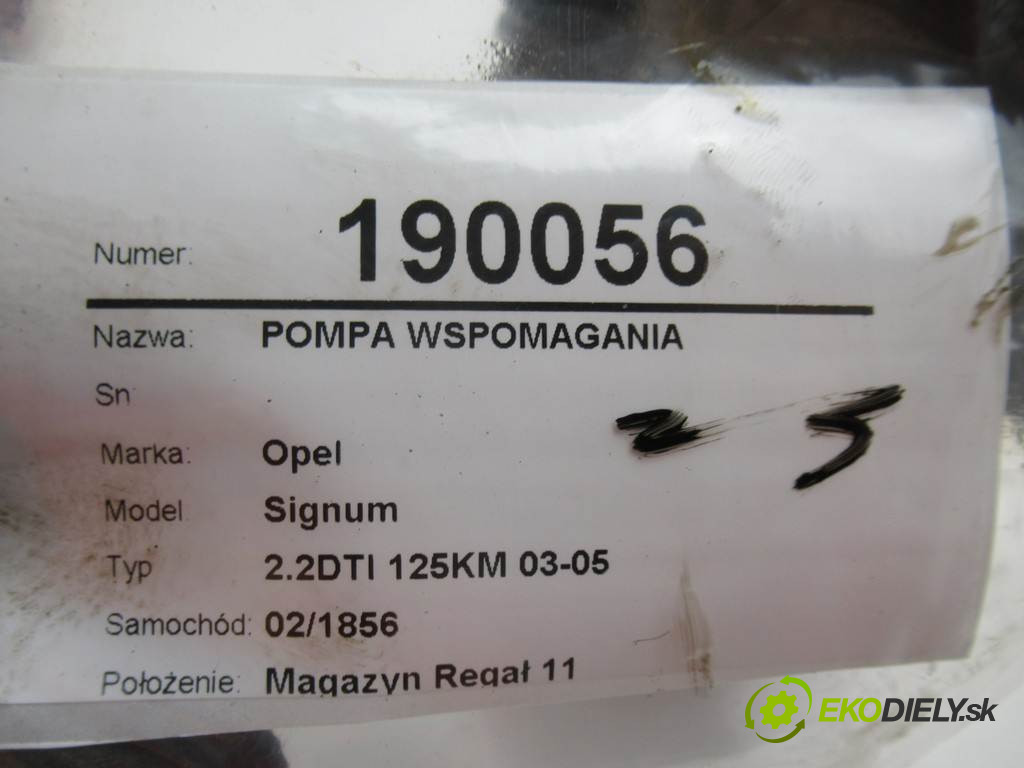 Numer: 190056
Nazwa: POMPA WSPOMAGANIA
Sn
Marka: Opel
Model Signum
Typ 2.2DTI 125KM 03-05
Samochód: 02/1856
Położenie: Magazyn Regał 11
EKODIELY.sk